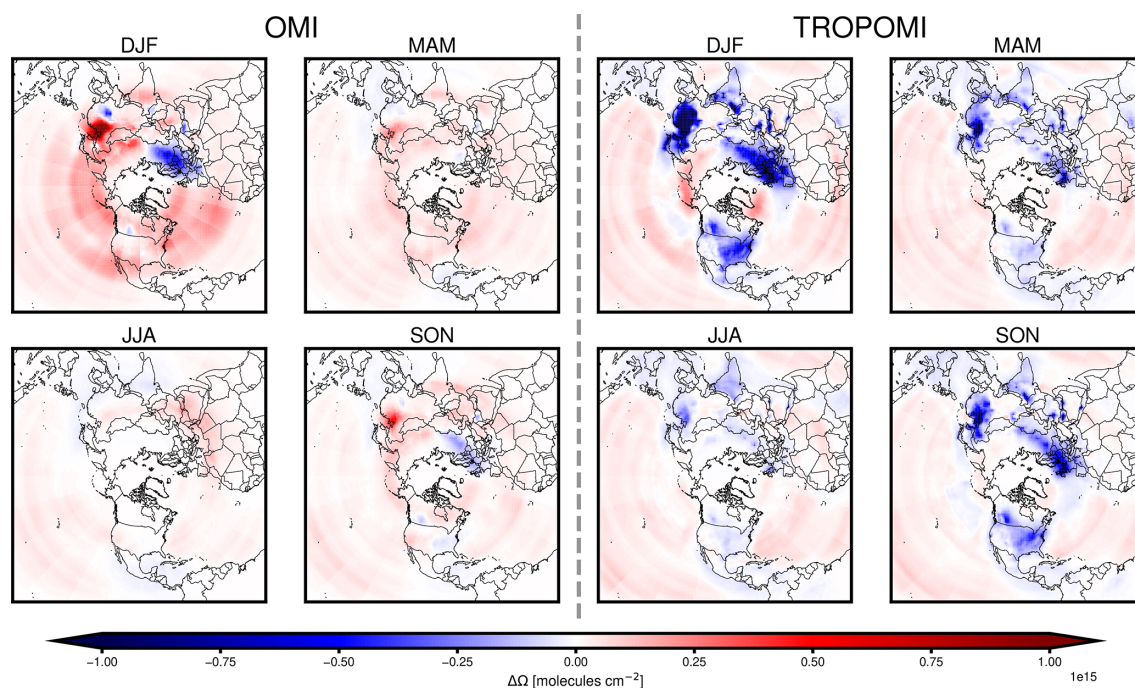 OMI
TROPOMI
DJF
MAM
DJF
MAM
JJA
SON
JJA
SON
−1.00
−0.75
−0.50
−0.25
0.00
0.25
0.50
0.75
1.00
1e15
ΔΩ [molecules cm⁻²]